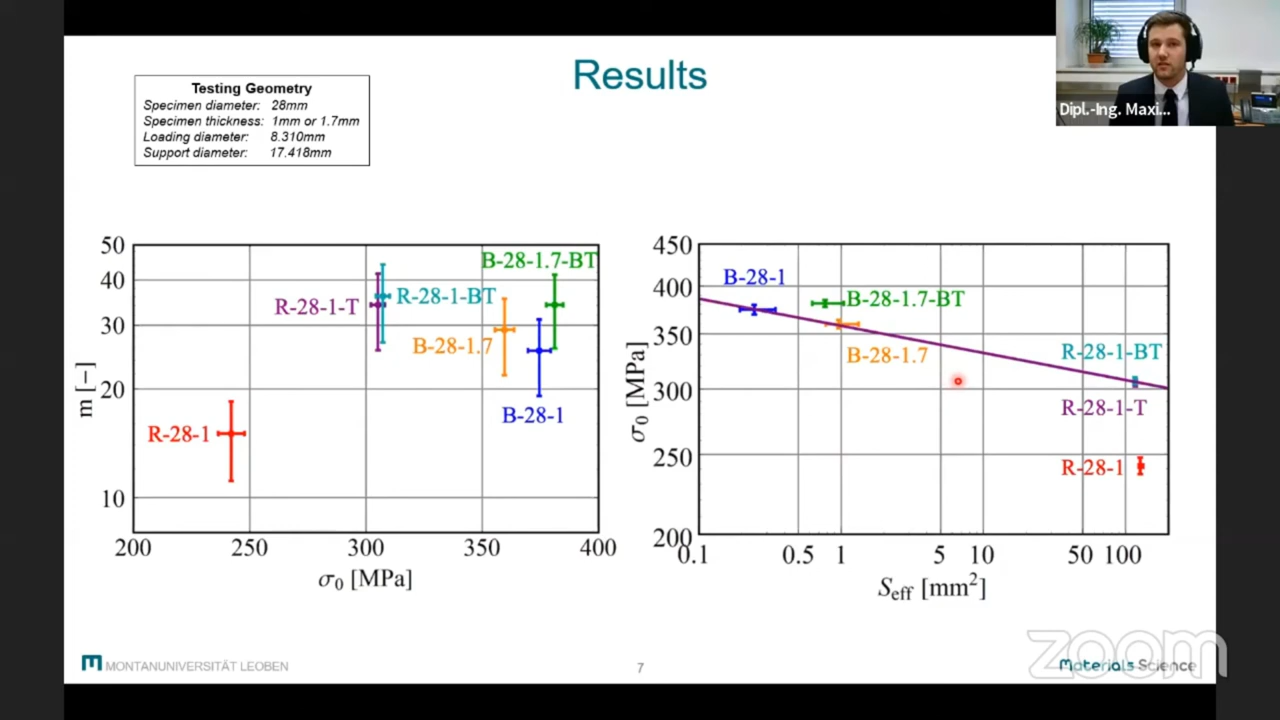 Results
Dipl.-Ing. Maxi...
Testing Geometry
Specimen diameter: 28mm
Specimen thickness: 1mm or 1.7mm
Loading diameter: 8.310mm
Support diameter: 17.418mm
50
40
30
20
10
m [−]
200
250
300
350
400
σ₀ [MPa]
B-28-1.7-BT
R-28-1-T
R-28-1-BT
B-28-1.7
B-28-1
R-28-1
450
400
350
300
250
200
σ₀ [MPa]
0.1
0.5
1
5
10
50
100
Seff [mm²]
B-28-1
B-28-1.7-BT
B-28-1.7
R-28-1-BT
R-28-1-T
R-28-1
MONTANUNIVERSITÄT LEOBEN
7
Materials Science
zoom